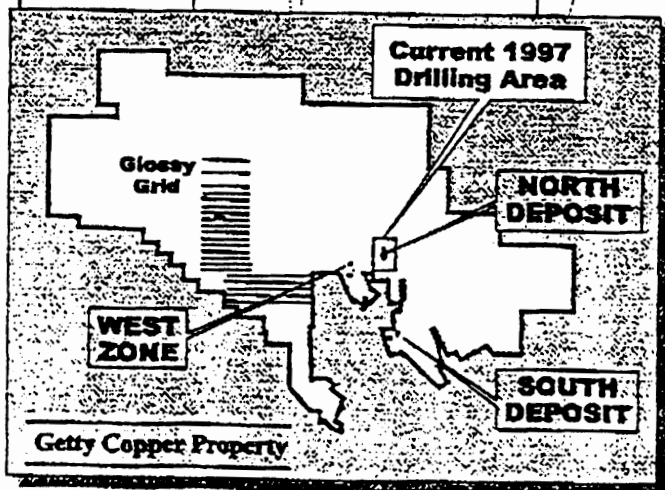 Current 1997
Drilling Area
Glossy
Grid
NORTH
DEPOSIT
WEST
ZONE
SOUTH
DEPOSIT
Getty Copper Property